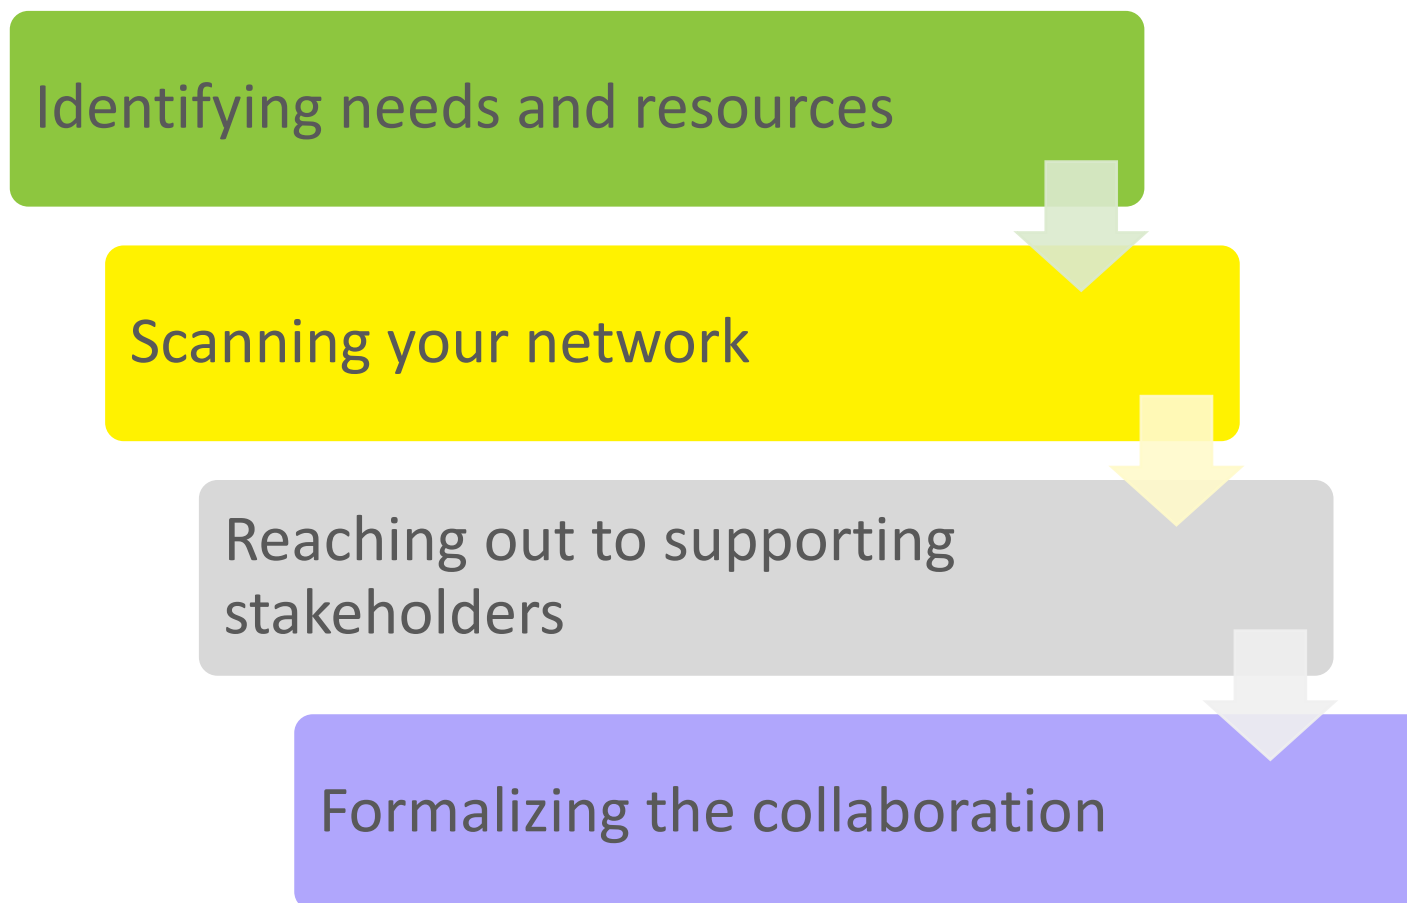 Identifying needs and resources
Scanning your network
Reaching out to supporting
stakeholders
Formalizing the collaboration